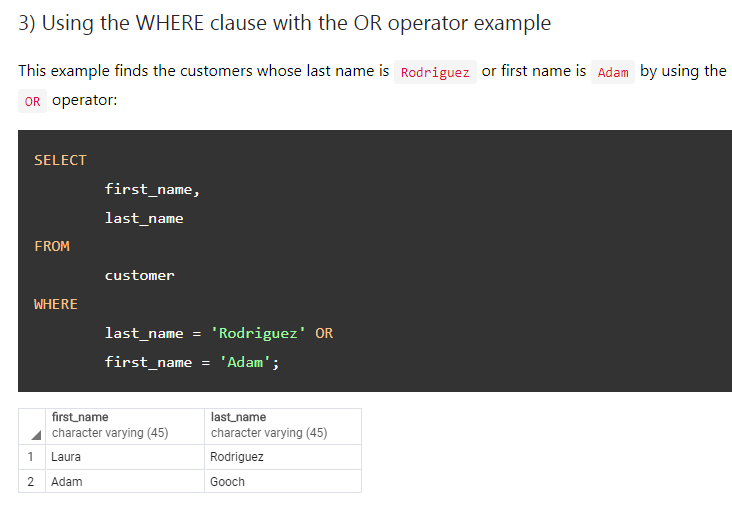 3) Using the WHERE clause with the OR operator example
This example finds the customers whose last name is Rodriguez or first name is Adam by using the
OR operator:
SELECT
first_name,
last_name
FROM
customer
WHERE
last_name = 'Rodriguez' OR
first_name = 'Adam';
first_name last_name
character varying (45) character varying (45)
1 Laura Rodriguez
2 Adam Gooch